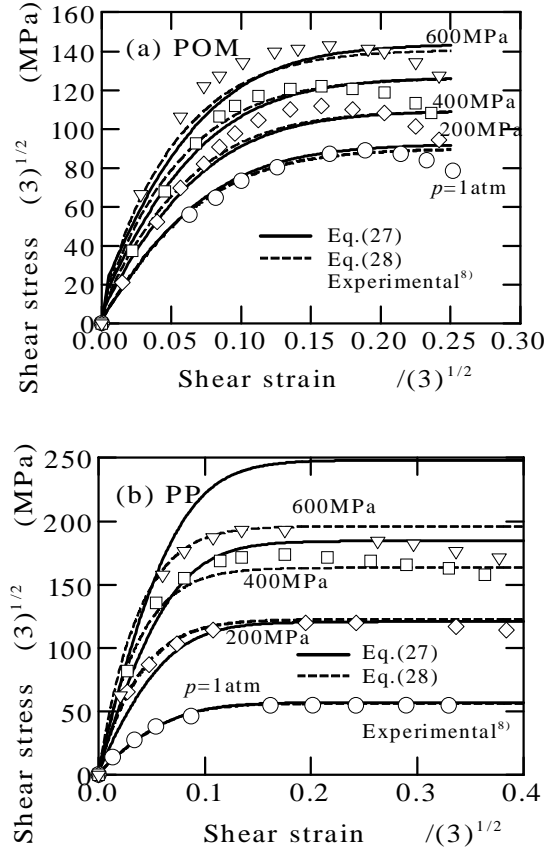 (a) POM
600MPa
400MPa
200MPa
p=1atm
Eq.(27)
Eq.(28)
Experimental⁸⁾
160
140
120
100
80
60
40
20
0
0.00 0.05 0.10 0.15 0.20 0.25 0.30
Shear stress (3)^1/2 (MPa)
Shear strain /(3)^1/2
(b) PP
600MPa
400MPa
200MPa
p=1atm
Eq.(27)
Eq.(28)
Experimental⁸⁾
250
200
150
100
50
0
0.0 0.1 0.2 0.3 0.4
Shear stress (3)^1/2 (MPa)
Shear strain /(3)^1/2